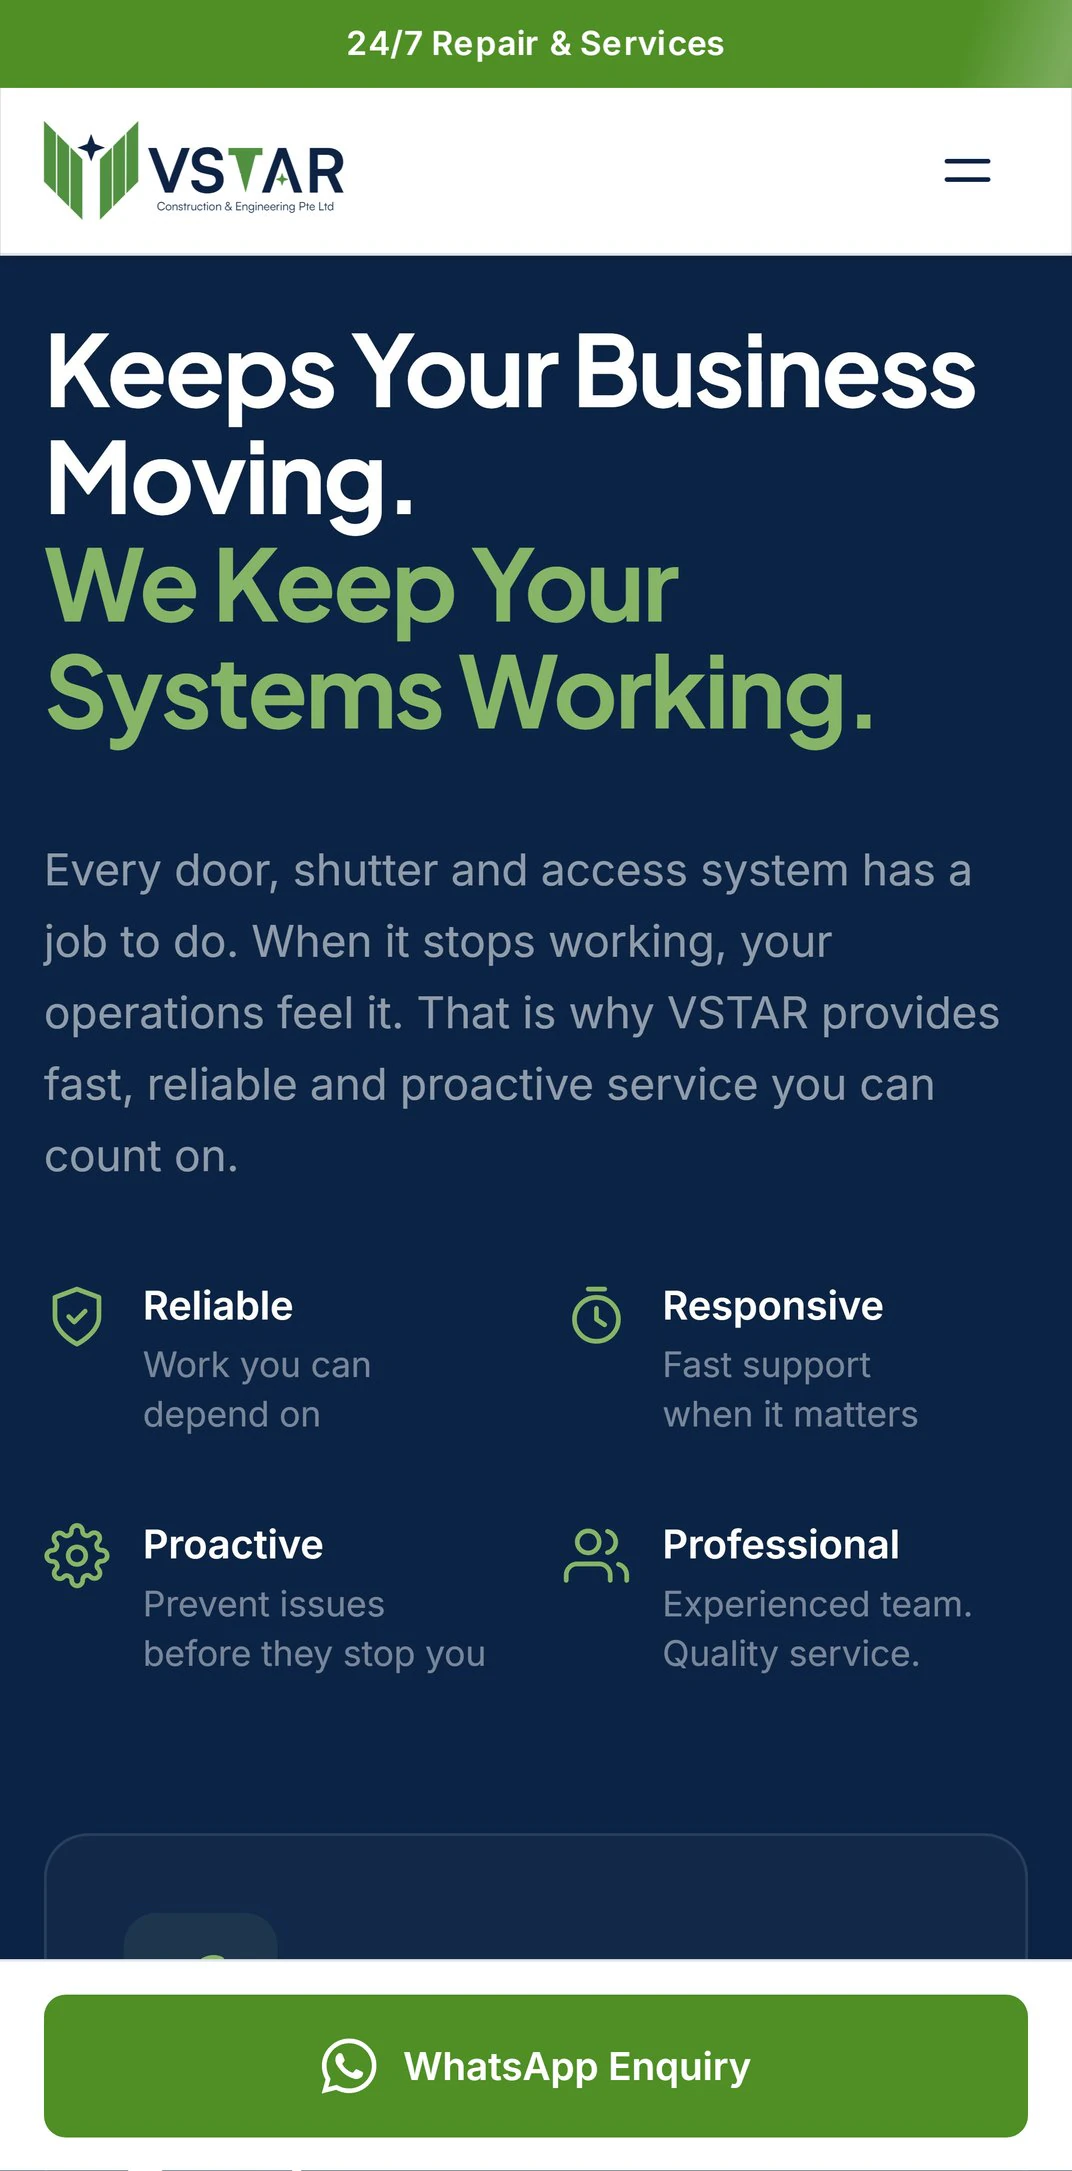 24/7 Repair & Services
VSTAR
Construction & Engineering Pte Ltd
Keeps Your Business
Moving.
We Keep Your
Systems Working.
Every door, shutter and access system has a
job to do. When it stops working, your
operations feel it. That is why VSTAR provides
fast, reliable and proactive service you can
count on.
Reliable
Work you can
depend on
Responsive
Fast support
when it matters
Proactive
Prevent issues
before they stop you
Professional
Experienced team.
Quality service.
WhatsApp Enquiry